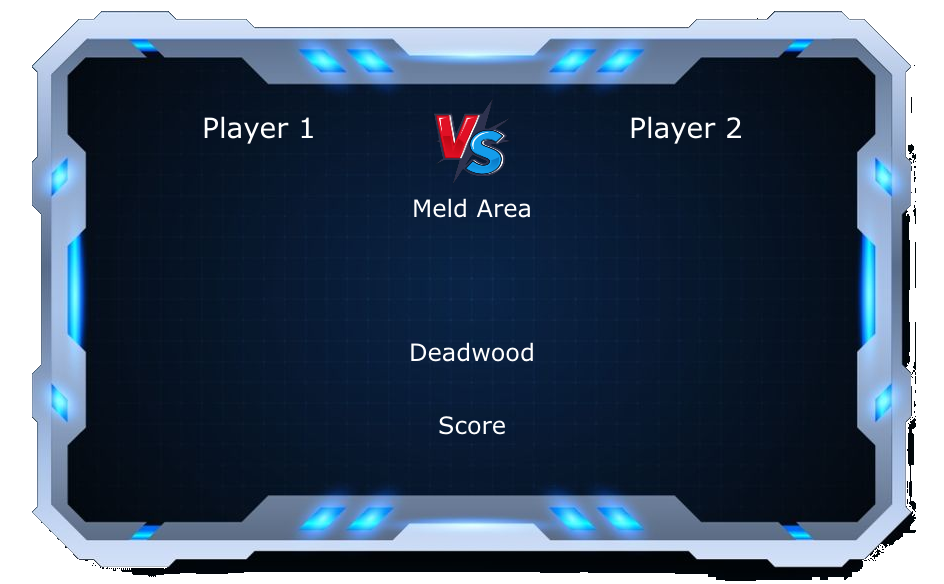 Player 1
VS
Player 2
Meld Area
Deadwood
Score